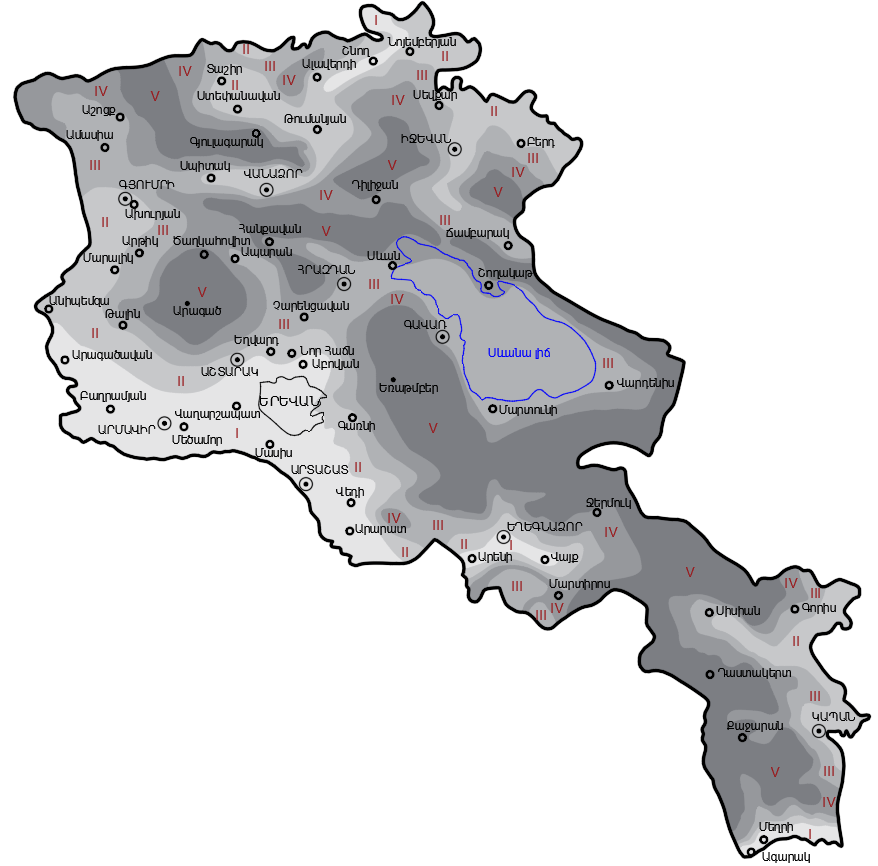 I
Նոյեմբերյան
Շնող
II
II
Ալավերդի
III
Տաշիր
IV
IV
III
II
IV
V
Ստեփանավան
IV
Սևքար
II
Աշոցք
Թումանյան
Ամասիա
Գյուլագարակ
ԻՋԵՎԱՆ
Բերդ
III
III
Սպիտակ
ՎԱՆԱՁՈՐ
V
IV
ԳՅՈՒՄՐԻ
Դիլիջան
V
IV
Ախուրյան
II
III
V
III
Հանքավան
Ճամբարակ
Արթիկ
Ծաղկահովիտ
Ապարան
Մարալիկ
Սևան
ՀՐԱԶԴԱՆ
Շողակաթ
III
V
IV
Անիպեմզա
Արագած
Չարենցավան
Թալին
III
ԳԱՎԱՌ
II
Եղվարդ
Նոր Հաճն
Սևանա լիճ
Արագածավան
Աբովյան
III
ԱՇՏԱՐԱԿ
II
Եռաթմբեր
Վարդենիս
Բաղրամյան
ԵՐԵՎԱՆ
Վաղարշապատ
Մարտունի
ԱՐՄԱՎԻՐ
I
Գառնի
V
Մեծամոր
Մասիս
ԱՐՏԱՇԱՏ
II
Վեդի
Ջերմուկ
IV
III
ԵՂԵԳՆԱՁՈՐ
Արարատ
IV
II
II
I
Արենի
Վայք
V
III
Մարտիրոս
IV
III
III
IV
Սիսիան
Գորիս
II
Դաստակերտ
III
ԿԱՊԱՆ
Քաջարան
V
III
IV
Մեղրի
I
Ագարակ